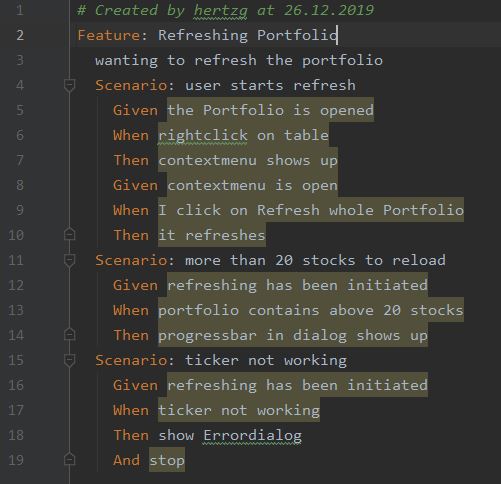 1 # Created by hertzg at 26.12.2019
2 Feature: Refreshing Portfolio
3 wanting to refresh the portfolio
4 Scenario: user starts refresh
5 Given the Portfolio is opened
6 When rightclick on table
7 Then contextmenu shows up
8 Given contextmenu is open
9 When I click on Refresh whole Portfolio
10 Then it refreshes
11 Scenario: more than 20 stocks to reload
12 Given refreshing has been initiated
13 When portfolio contains above 20 stocks
14 Then progressbar in dialog shows up
15 Scenario: ticker not working
16 Given refreshing has been initiated
17 When ticker not working
18 Then show Errordialog
19 And stop